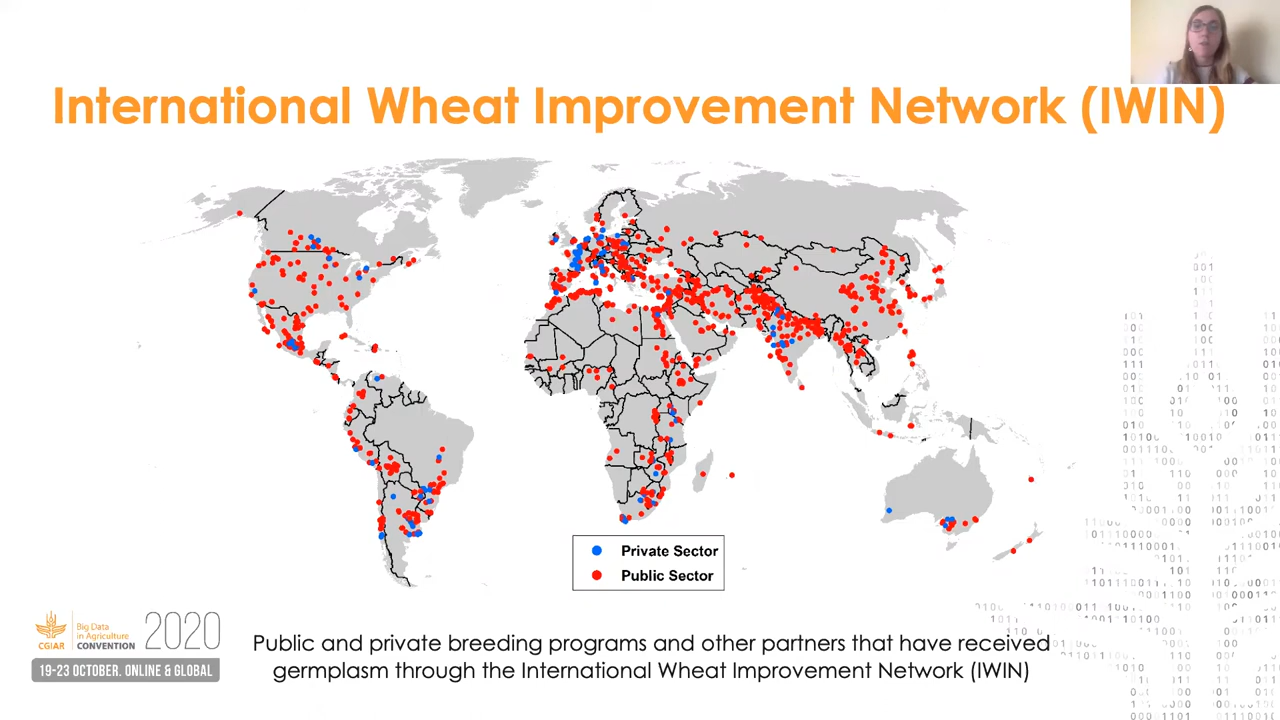 International Wheat Improvement Network (IWIN)
Private Sector
Public Sector
CGIAR
Big Data
in Agriculture
CONVENTION
2020
19-23 OCTOBER. ONLINE & GLOBAL
Public and private breeding programs and other partners that have received
germplasm through the International Wheat Improvement Network (IWIN)